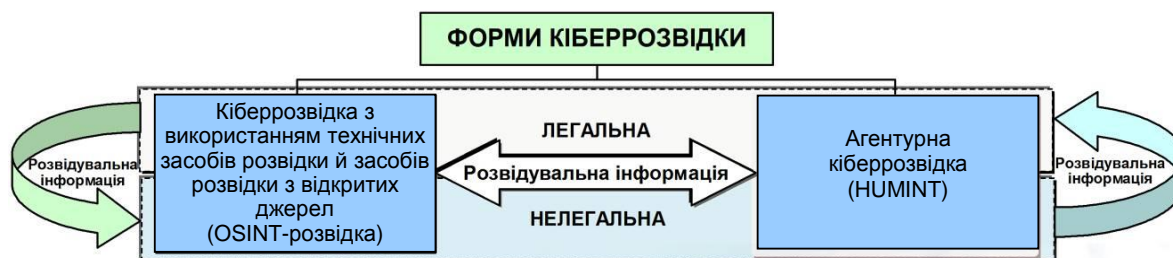 ФОРМИ КІБЕРРОЗВІДКИ
Кіберрозвідка з
використанням технічних
засобів розвідки й засобів
розвідки з відкритих
джерел
(OSINT-розвідка)
ЛЕГАЛЬНА
Розвідувальна інформація
НЕЛЕГАЛЬНА
Агентурна
кіберрозвідка
(HUMINT)
Розвідувальна
інформація
Розвідувальна
інформація